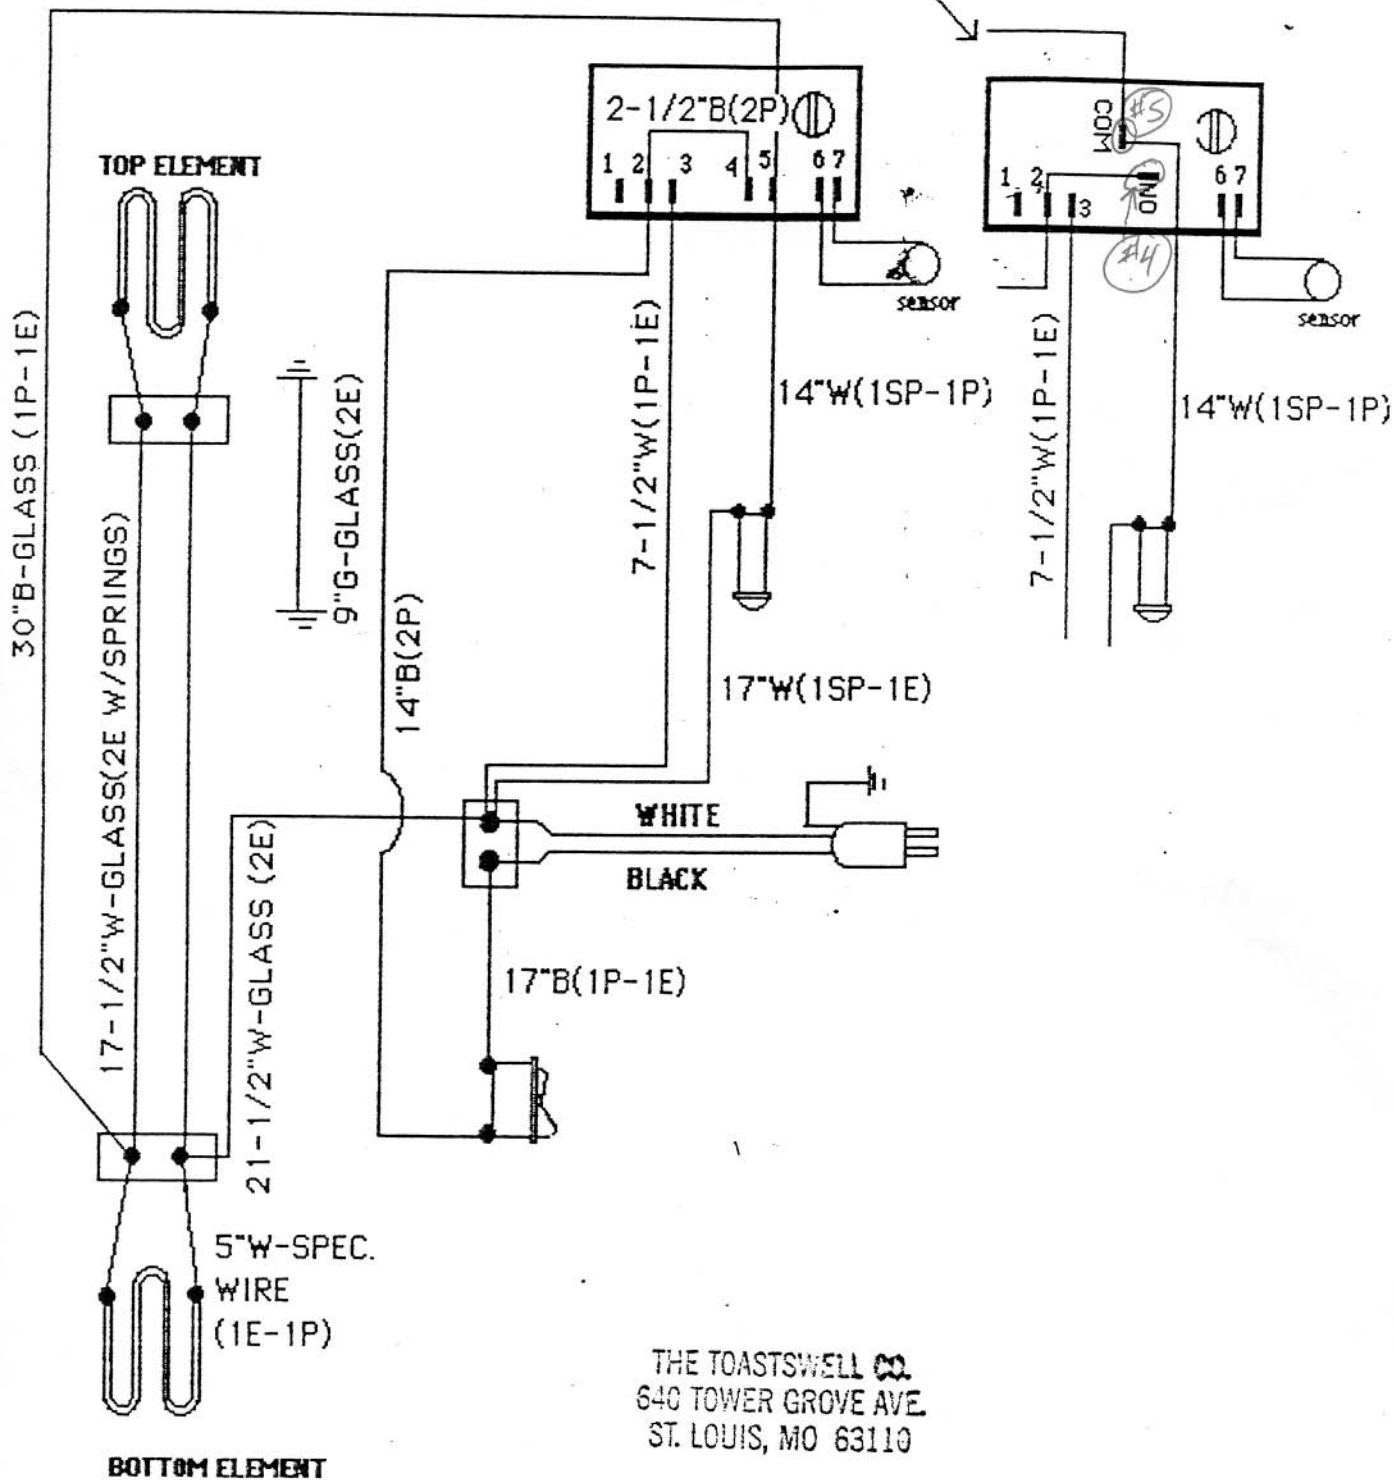 2-1/2"B(2P)
1 2 3 4 5 6 7
sensor
COM
#5
1 2 3 NO 6 7
#4
sensor
TOP ELEMENT
30"B-GLASS (1P-1E)
17-1/2"W-GLASS(2E W/SPRINGS)
9"G-GLASS(2E)
14"B(2P)
7-1/2"W(1P-1E)
14"W(1SP-1P)
7-1/2"W(1P-1E)
14"W(1SP-1P)
17"W(1SP-1E)
WHITE
BLACK
21-1/2"W-GLASS (2E)
17"B(1P-1E)
5"W-SPEC.
WIRE
(1E-1P)
BOTTOM ELEMENT
THE TOASTSWELL CO.
640 TOWER GROVE AVE.
ST. LOUIS, MO 63110